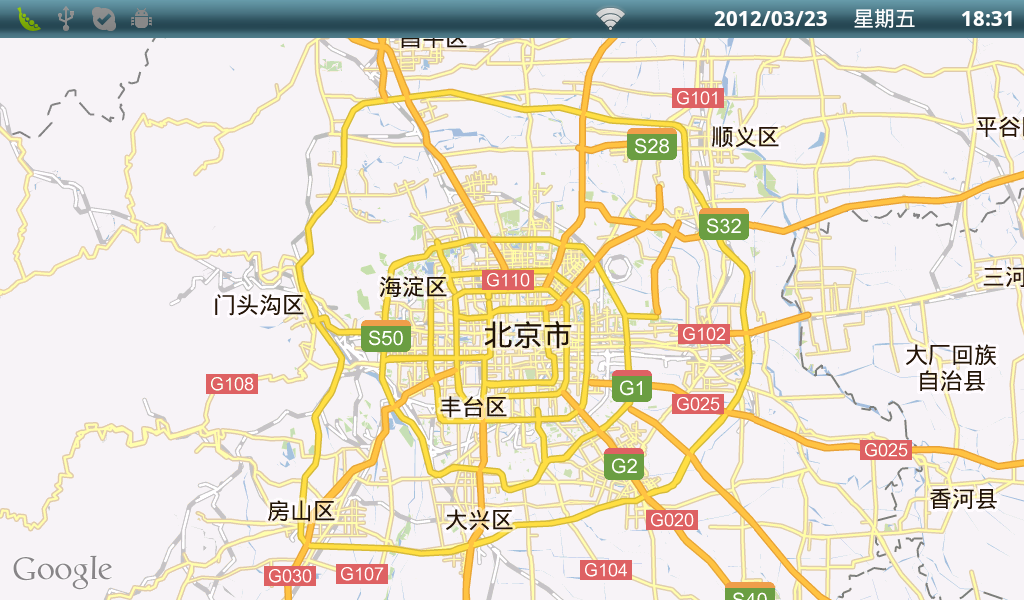 2012/03/23 星期五 18:31
昌平区
G101
S28
顺义区
平谷
S32
海淀区
G110
三河
门头沟区
S50
北京市
G102
大厂回族
自治县
G108
G1
丰台区
G025
G025
G2
香河县
房山区
大兴区
G020
Google
G030
G107
G104
S40